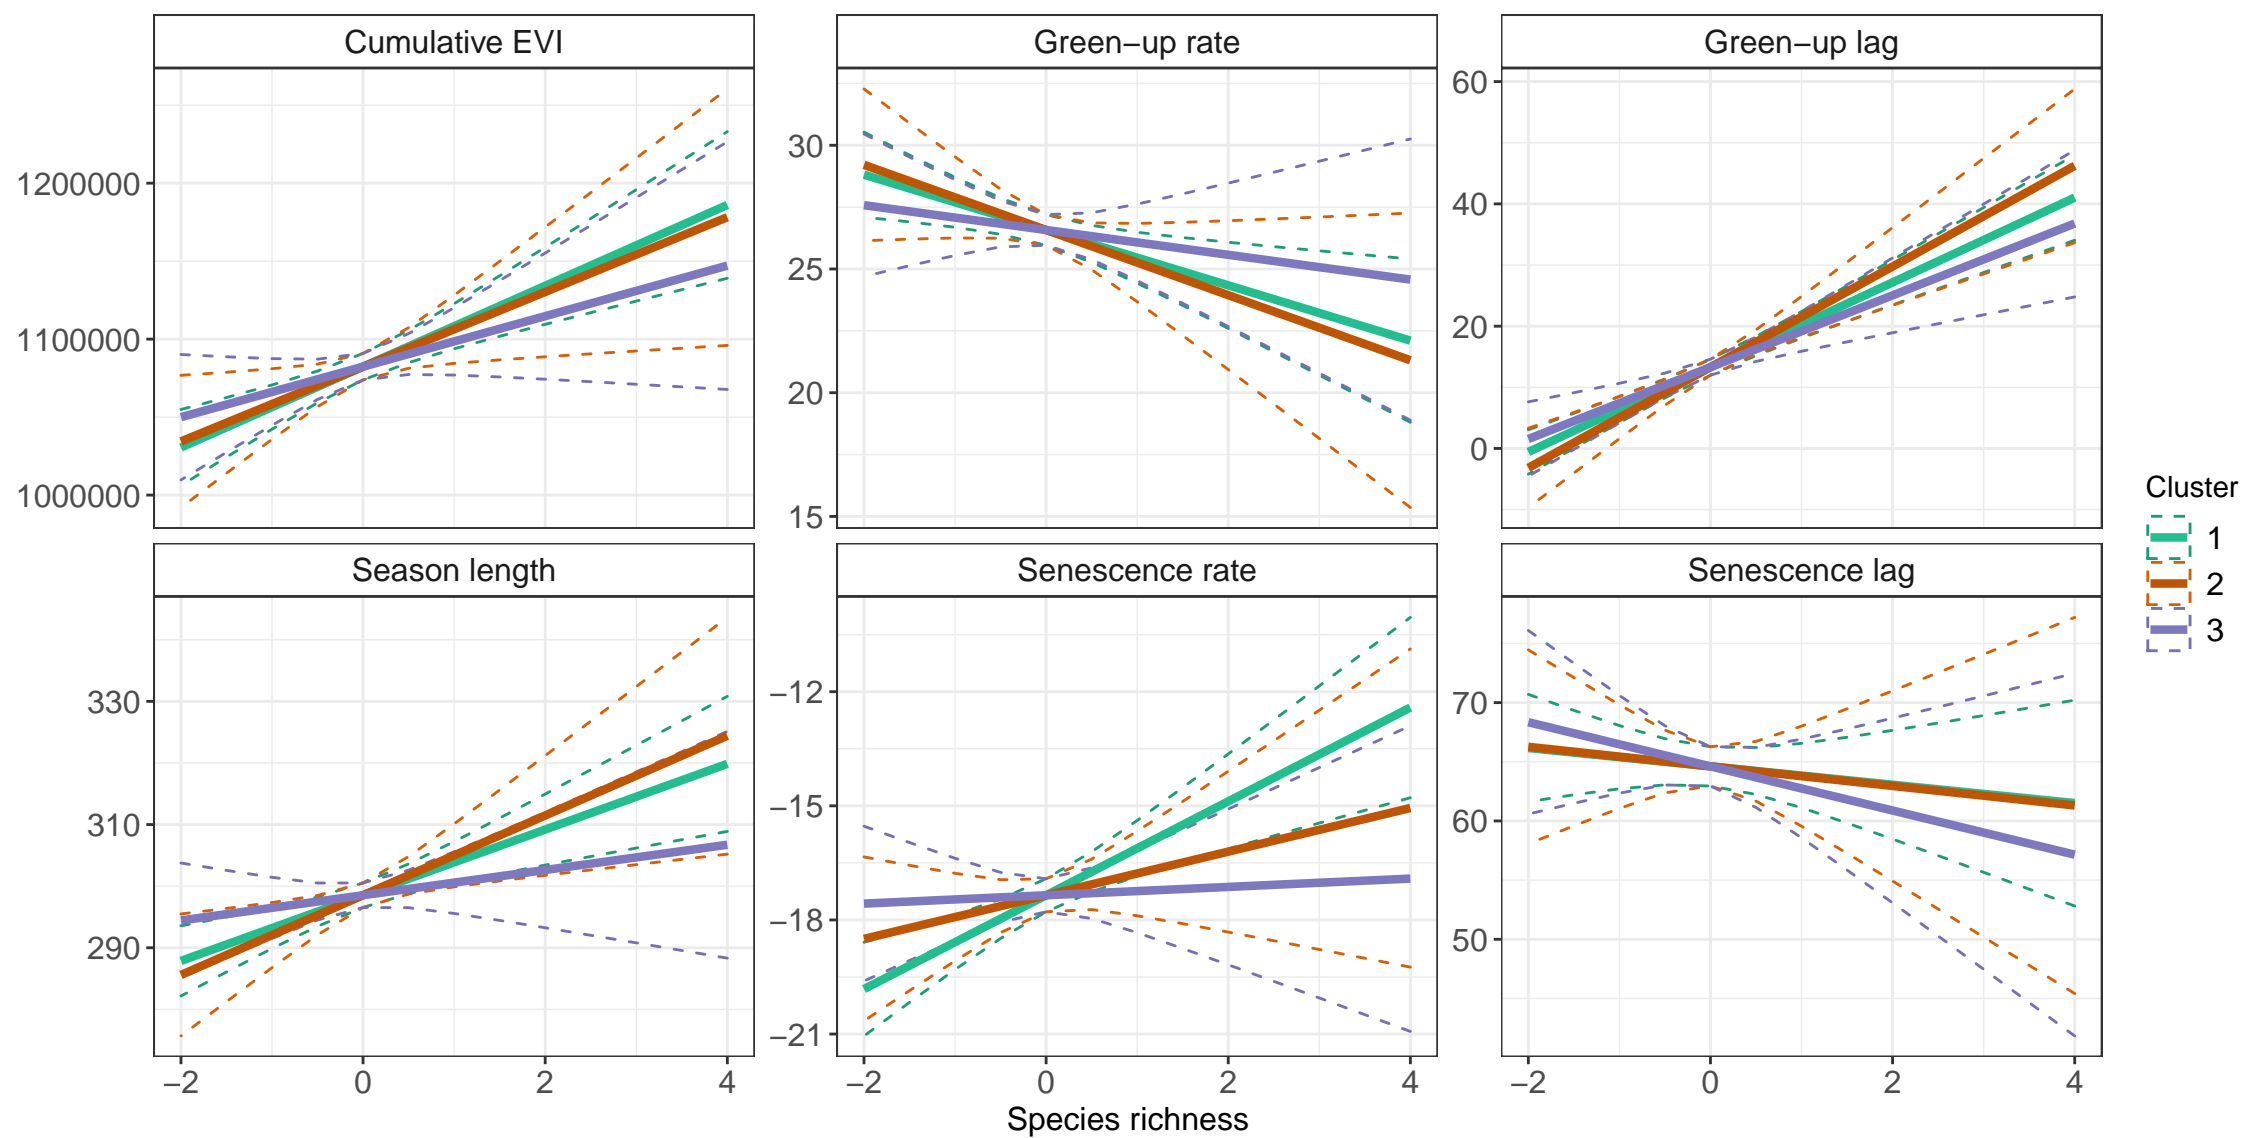 Cumulative EVI
Green−up rate
Green−up lag
1200000
1100000
1000000
30
25
20
15
60
40
20
0
Season length
Senescence rate
Senescence lag
330
310
290
−12
−15
−18
−21
70
60
50
−2 0 2 4
−2 0 2 4
−2 0 2 4
Species richness
Cluster
1
2
3